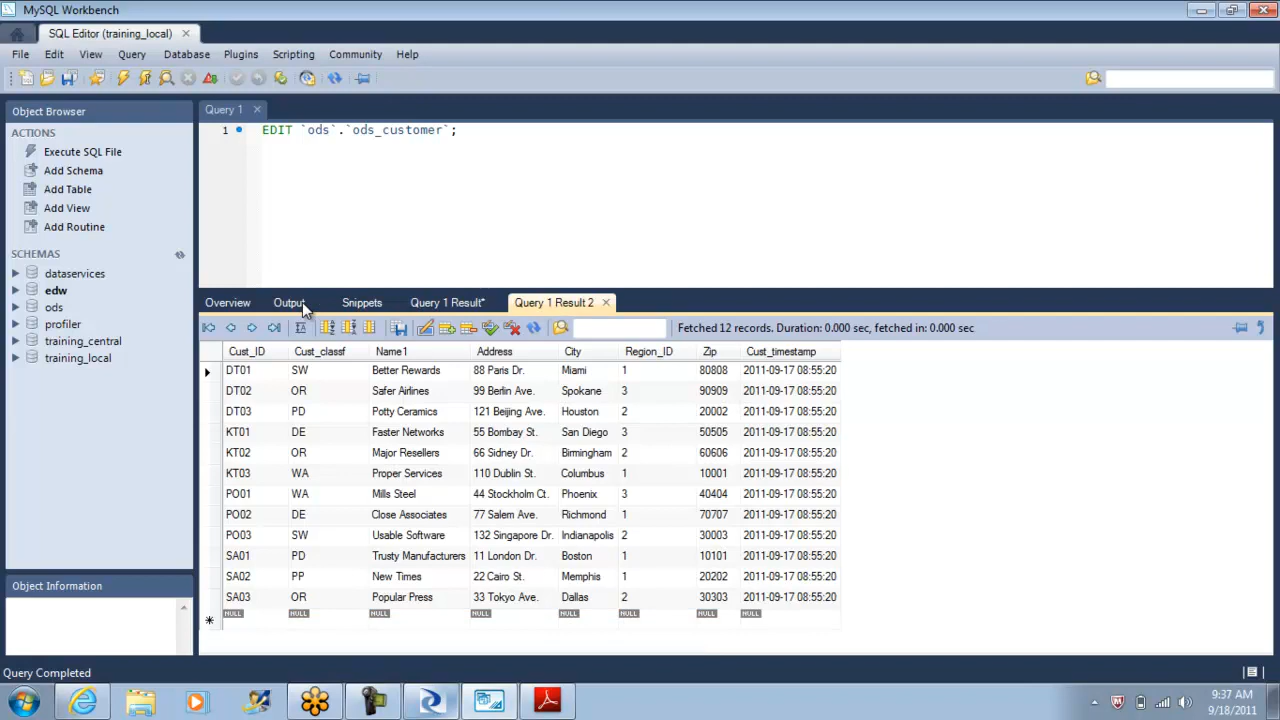 MySQL Workbench
SQL Editor (training_local)
File Edit View Query Database Plugins Scripting Community Help
Object Browser
ACTIONS
Execute SQL File
Add Schema
Add Table
Add View
Add Routine
SCHEMAS
dataservices
edw
ods
profiler
training_central
training_local
Object Information
Query 1
1 EDIT `ods`.`ods_customer`;
Overview Output Snippets Query 1 Result* Query 1 Result 2
Fetched 12 records. Duration: 0.000 sec, fetched in: 0.000 sec
Cust_ID Cust_classf Name1 Address City Region_ID Zip Cust_timestamp
DT01 SW Better Rewards 88 Paris Dr. Miami 1 80808 2011-09-17 08:55:20
DT02 OR Safer Airlines 99 Berlin Ave. Spokane 3 90909 2011-09-17 08:55:20
DT03 PD Potty Ceramics 121 Beijing Ave. Houston 2 20002 2011-09-17 08:55:20
KT01 DE Faster Networks 55 Bombay St. San Diego 3 50505 2011-09-17 08:55:20
KT02 OR Major Resellers 66 Sidney Dr. Birmingham 2 60606 2011-09-17 08:55:20
KT03 WA Proper Services 110 Dublin St. Columbus 1 10001 2011-09-17 08:55:20
PO01 WA Mills Steel 44 Stockholm Ct. Phoenix 3 40404 2011-09-17 08:55:20
PO02 DE Close Associates 77 Salem Ave. Richmond 1 70707 2011-09-17 08:55:20
PO03 SW Usable Software 132 Singapore Dr. Indianapolis 2 30003 2011-09-17 08:55:20
SA01 PD Trusty Manufacturers 11 London Dr. Boston 1 10101 2011-09-17 08:55:20
SA02 PP New Times 22 Cairo St. Memphis 1 20202 2011-09-17 08:55:20
SA03 OR Popular Press 33 Tokyo Ave. Dallas 2 30303 2011-09-17 08:55:20
NULL NULL NULL NULL NULL NULL NULL NULL
Query Completed
9:37 AM
9/18/2011